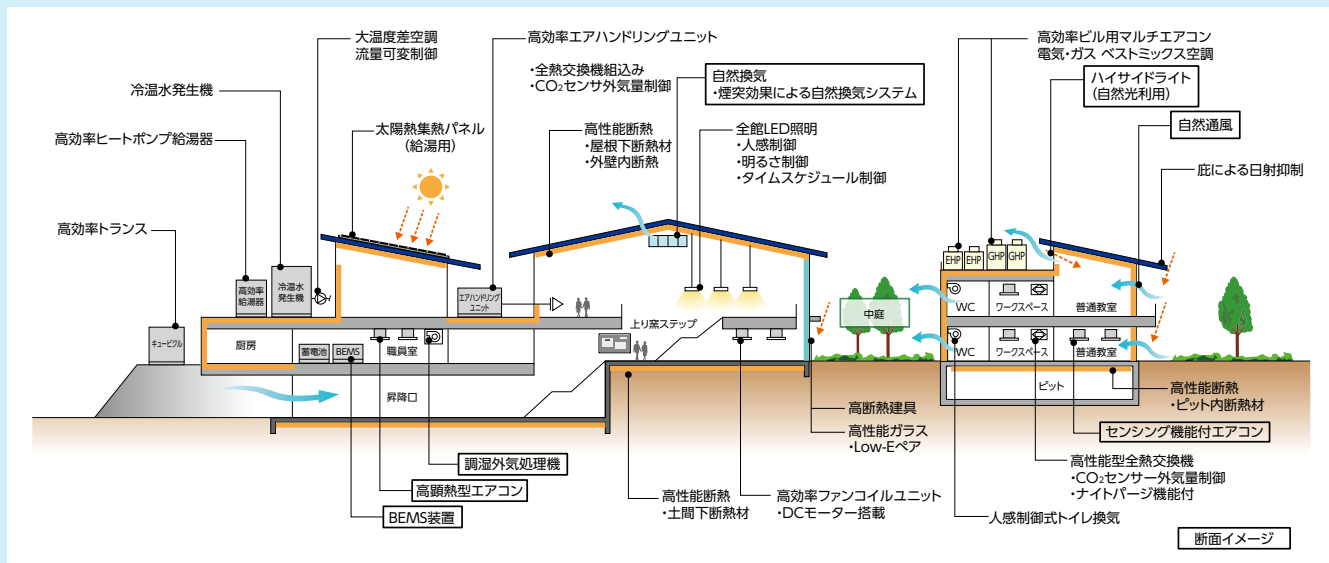 大温度差空調
流量可変制御
冷温水発生機
高効率ヒートポンプ給湯器
高効率トランス
太陽熱集熱パネル
(給湯用)
高効率エアハンドリングユニット
・全熱交換機組込み
・CO₂センサ外気量制御
高性能断熱
・屋根下断熱材
・外壁内断熱
自然換気
・煙突効果による自然換気システム
全館LED照明
・人感制御
・明るさ制御
・タイムスケジュール制御
高効率ビル用マルチエアコン
電気・ガス ベストミックス空調
ハイサイドライト
(自然光利用)
自然通風
庇による日射抑制
高効率
給湯器
冷温水
発生機
エアハンドリング
ユニット
EHP
EHP
GHP
GHP
キュービクル
厨房
蓄電池
BEMS
職員室
上り窯ステップ
中庭
WC
ワークスペース
普通教室
WC
ワークスペース
普通教室
昇降口
ピット
調湿外気処理機
高顕熱型エアコン
BEMS装置
高性能断熱
・土間下断熱材
高効率ファンコイルユニット
・DCモーター搭載
高断熱建具
高性能ガラス
・Low-Eペア
高性能断熱
・ピット内断熱材
センシング機能付エアコン
高性能型全熱交換機
・CO₂センサー外気量制御
・ナイトパージ機能付
人感制御式トイレ換気
断面イメージ